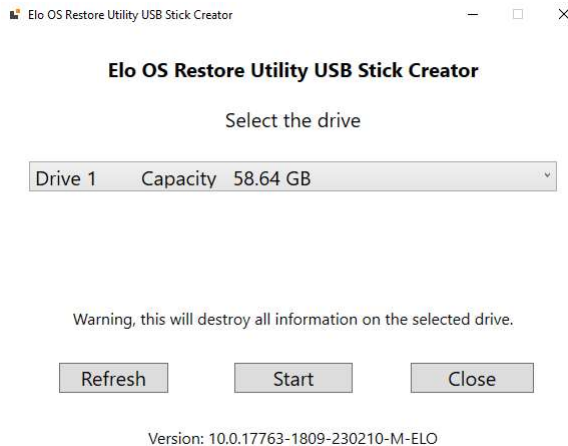 Elo OS Restore Utility USB Stick Creator
Elo OS Restore Utility USB Stick Creator
Select the drive
Drive 1 Capacity 58.64 GB
Warning, this will destroy all information on the selected drive.
Refresh Start Close
Version: 10.0.17763-1809-230210-M-ELO